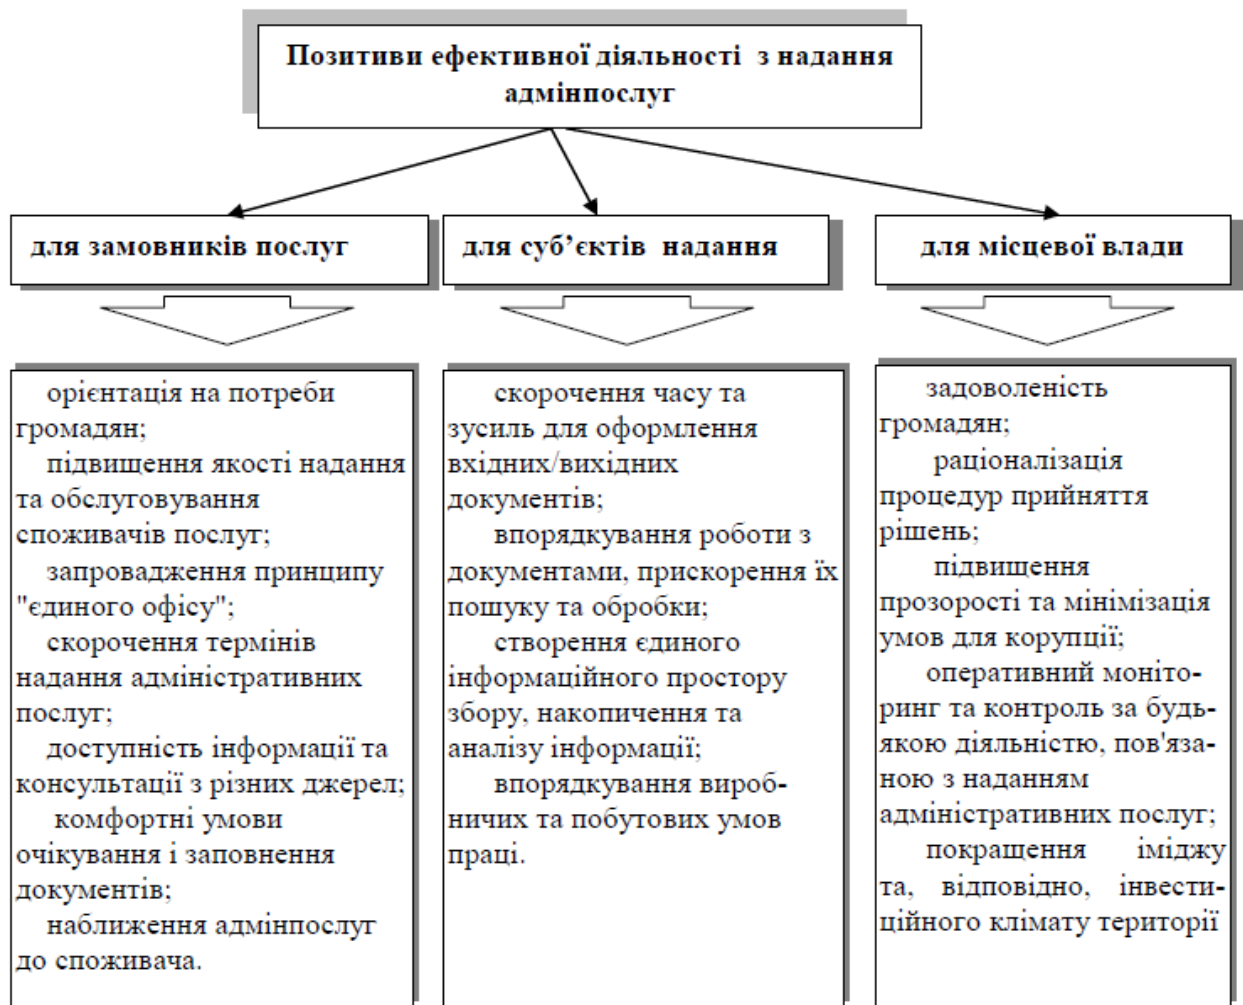 Позитиви ефективної діяльності з надання
адмінпослуг
для замовників послуг
для суб’єктів надання
для місцевої влади
орієнтація на потреби
громадян;
підвищення якості надання
та обслуговування
споживачів послуг;
запровадження принципу
"єдиного офісу";
скорочення термінів
надання адміністративних
послуг;
доступність інформації та
консультації з різних джерел;
комфортні умови
очікування і заповнення
документів;
наближення адмінпослуг
до споживача.
скорочення часу та
зусиль для оформлення
вхідних/вихідних
документів;
впорядкування роботи з
документами, прискорення їх
пошуку та обробки;
створення єдиного
інформаційного простору
збору, накопичення та
аналізу інформації;
впорядкування вироб-
ничих та побутових умов
праці.
задоволеність
громадян;
раціоналізація
процедур прийняття
рішень;
підвищення
прозорості та мінімізація
умов для корупції;
оперативний моніто-
ринг та контроль за будь-
якою діяльністю, пов'яза-
ною з наданням
адміністративних послуг;
покращення іміджу
та, відповідно, інвести-
ційного клімату території